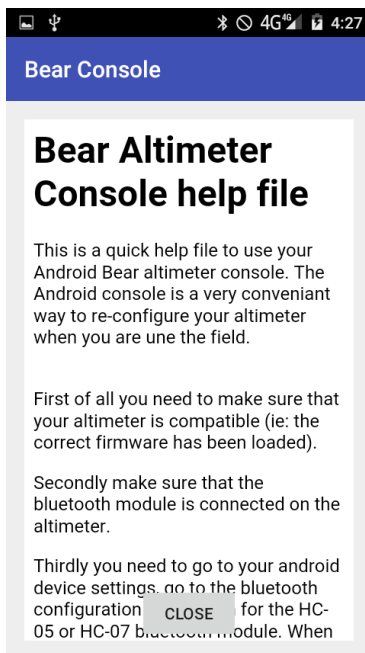 4G 4G 4:27
Bear Console
Bear Altimeter
Console help file
This is a quick help file to use your
Android Bear altimeter console. The
Android console is a very conveniant
way to re-configure your altimeter
when you are une the field.
First of all you need to make sure that
your altimeter is compatible (ie: the
correct firmware has been loaded).
Secondly make sure that the
bluetooth module is connected on the
altimeter.
Thirdly you need to go to your android
device settings, go to the bluetooth
configuration for the HC-
CLOSE
05 or HC-07 bluetooth module. When